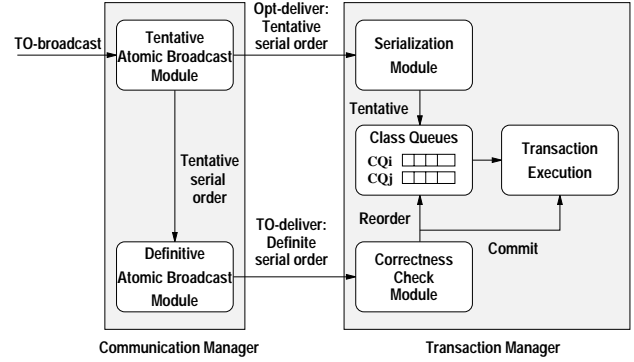 Opt-deliver:
Tentative
serial order
TO-broadcast
Tentative
Atomic Broadcast
Module
Serialization
Module
Tentative
Class Queues
CQi
CQj
Transaction
Execution
Tentative
serial
order
TO-deliver:
Definite
serial order
Reorder
Commit
Definitive
Atomic Broadcast
Module
Correctness
Check
Module
Communication Manager
Transaction Manager